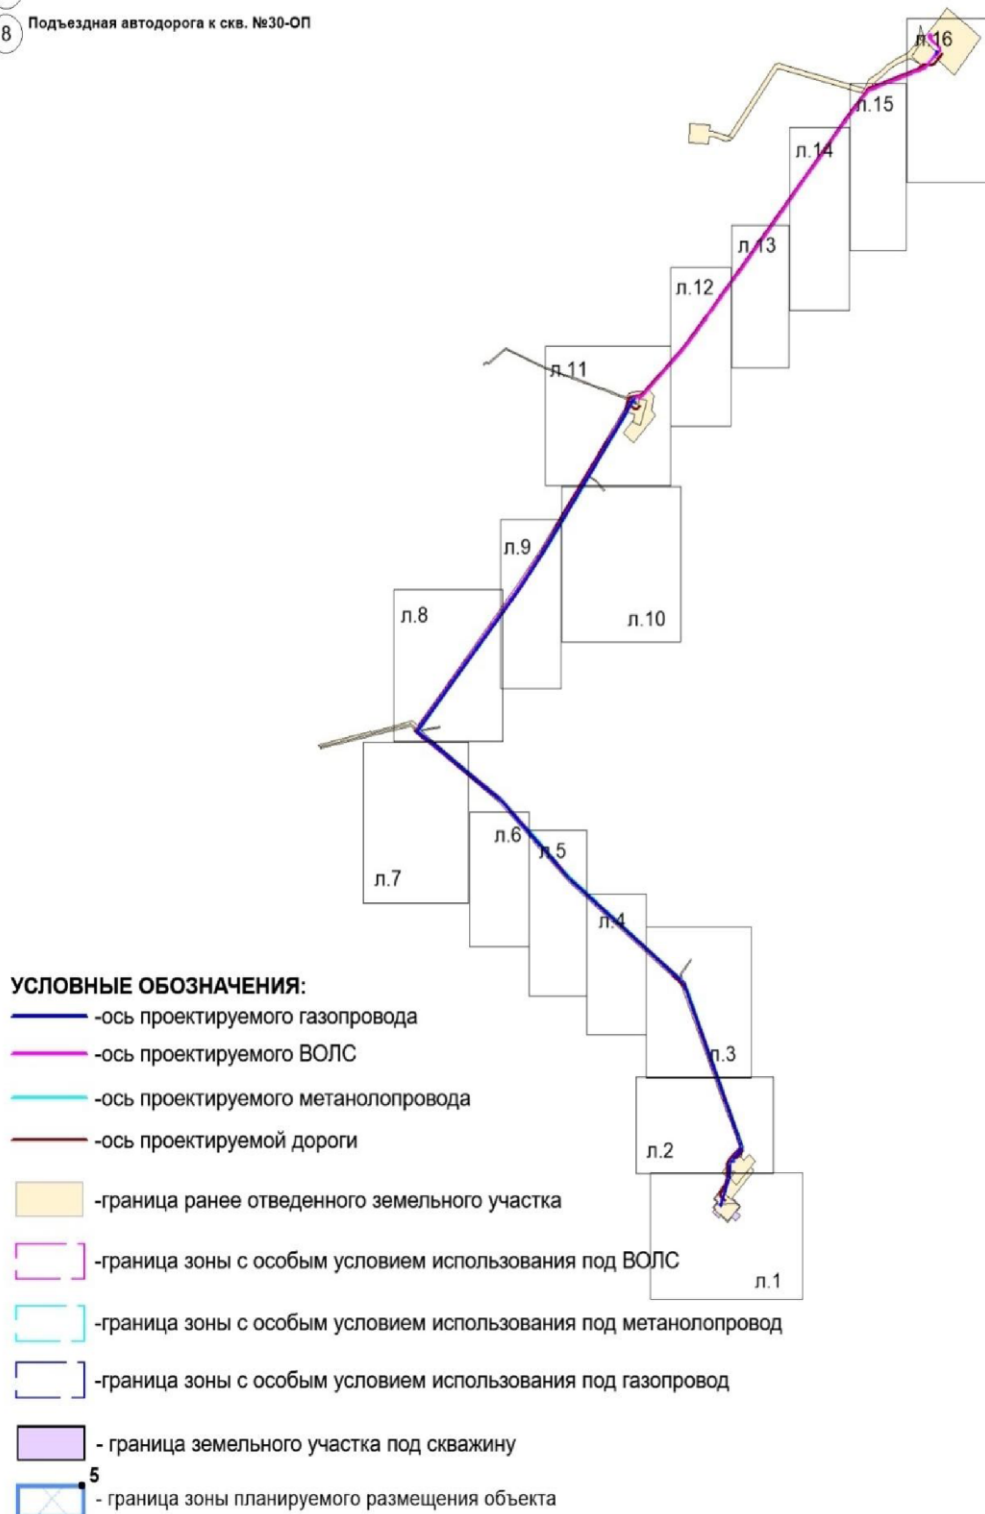 8 Подъездная автодорога к скв. №30-ОП
л.16
л.15
л.14
л.13
л.12
л.11
л.9
л.10
л.8
л.6
л.5
л.7
л.4
л.3
л.2
л.1
УСЛОВНЫЕ ОБОЗНАЧЕНИЯ:
-ось проектируемого газопровода
-ось проектируемого ВОЛС
-ось проектируемого метанолопровода
-ось проектируемой дороги
-граница ранее отведенного земельного участка
-граница зоны с особым условием использования под ВОЛС
-граница зоны с особым условием использования под метанолопровод
-граница зоны с особым условием использования под газопровод
- граница земельного участка под скважину
5
- граница зоны планируемого размещения объекта